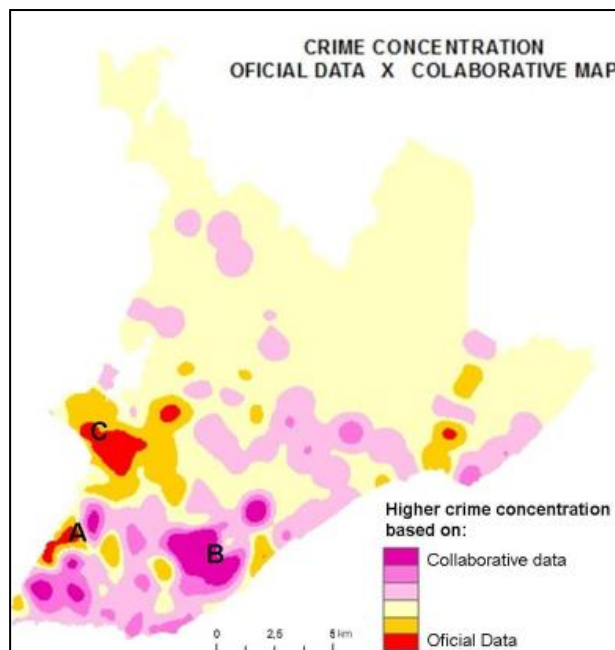 CRIME CONCENTRATION
OFICIAL DATA X COLABORATIVE MAP
C
A
B
Higher crime concentration
based on:
Collaborative data
Oficial Data
0 2,5 5 km